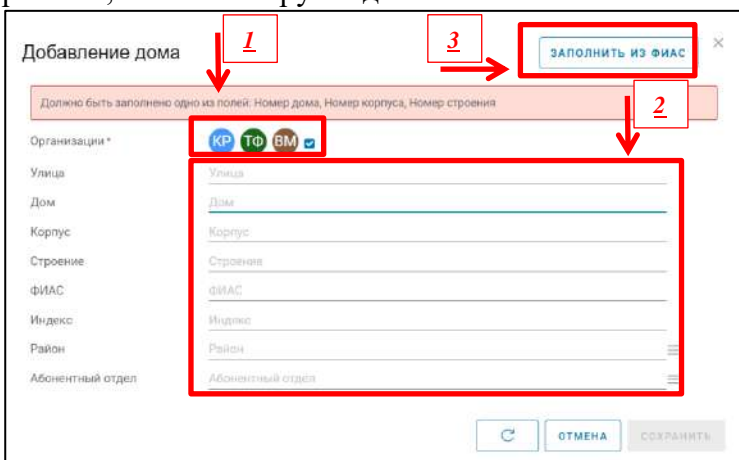 Добавление дома
1
3
ЗАПОЛНИТЬ ИЗ ФИАС
×
Должно быть заполнено одно из полей: Номер дома, Номер корпуса, Номер строения
2
Организации *
КР ТФ ВМ
Улица
Улица
Дом
Дом
Корпус
Корпус
Строение
Строение
ФИАС
ФИАС
Индекс
Индекс
Район
Район
Абонентный отдел
Абонентный отдел
ОТМЕНА
СОХРАНИТЬ